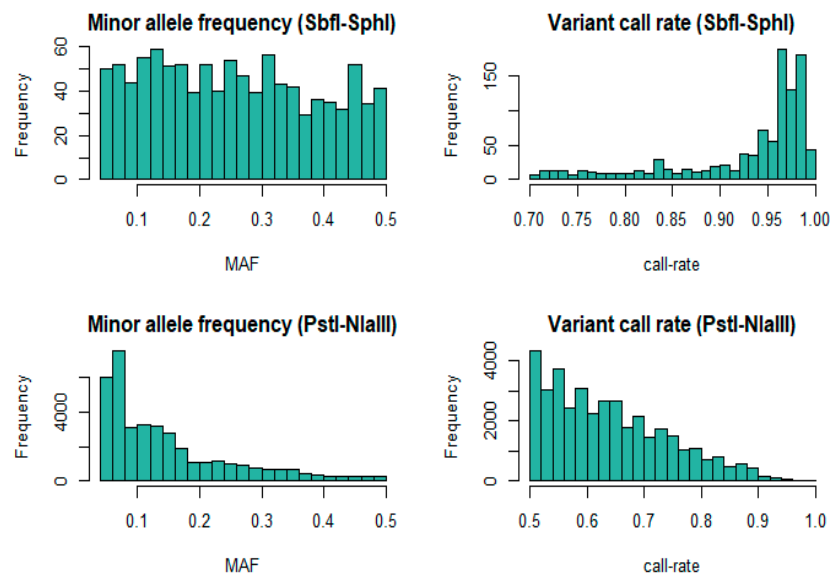 Minor allele frequency (SbfI-SphI)
Frequency
0 20 40 60
0.1 0.2 0.3 0.4 0.5
MAF
Variant call rate (SbfI-SphI)
Frequency
0 50 150
0.70 0.75 0.80 0.85 0.90 0.95 1.00
call-rate
Minor allele frequency (PstI-NlaIII)
Frequency
0 4000
0.1 0.2 0.3 0.4 0.5
MAF
Variant call rate (PstI-NlaIII)
Frequency
0 2000 4000
0.5 0.6 0.7 0.8 0.9 1.0
call-rate